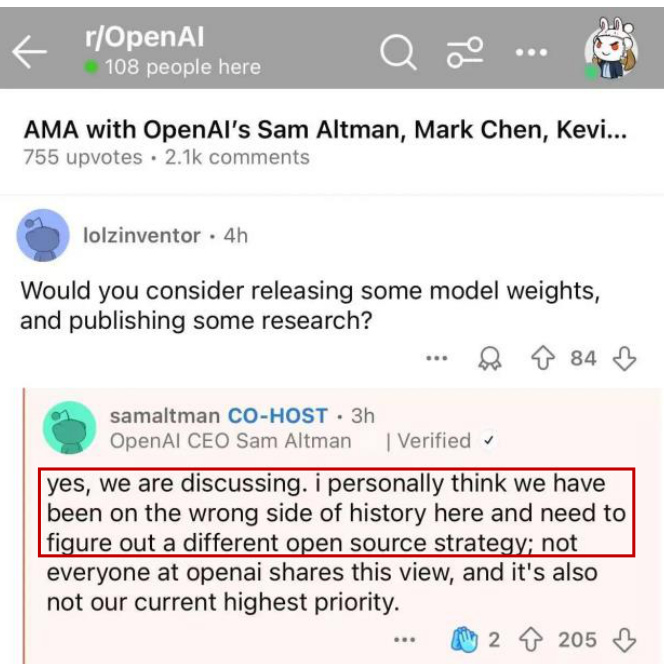 r/OpenAI
108 people here
AMA with OpenAI's Sam Altman, Mark Chen, Kevi...
755 upvotes • 2.1k comments
lolzinventor • 4h
Would you consider releasing some model weights,
and publishing some research?
84
samaltman CO-HOST • 3h
OpenAI CEO Sam Altman | Verified ✓
yes, we are discussing. i personally think we have
been on the wrong side of history here and need to
figure out a different open source strategy; not
everyone at openai shares this view, and it's also
not our current highest priority.
2 205